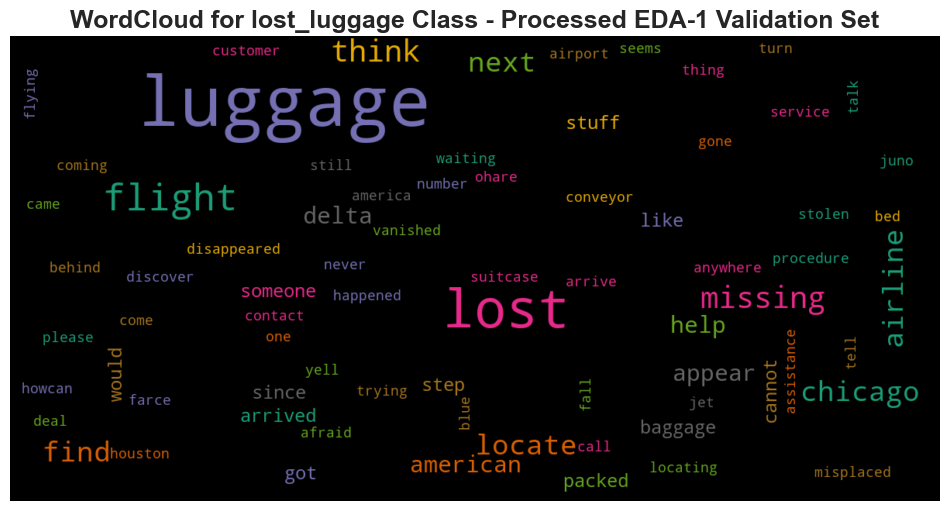 WordCloud for lost_luggage Class - Processed EDA-1 Validation Set
customer
think
next
airport
seems
turn
flying
luggage
thing
talk
service
stuff
gone
coming
still
waiting
juno
ohare
number
flight
america
conveyor
came
delta
like
stolen
bed
vanished
disappeared
airline
procedure
behind
discover
never
suitcase
arrive
anywhere
someone
happened
lost
missing
contact
come
help
please
one
would
yell
assistance
tell
howcan
farce
since
trying
step
blue
fall
appear
cannot
chicago
jet
deal
arrived
afraid
baggage
find
houston
locate
call
american
got
packed
locating
misplaced